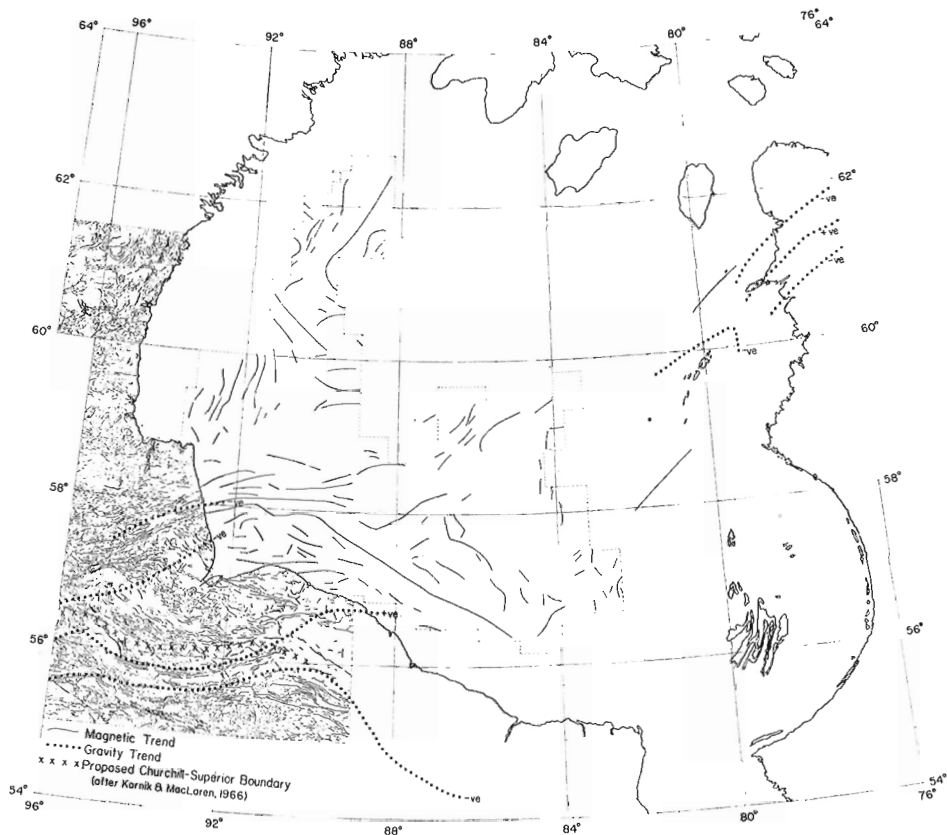 76°
64°
96°
92°
88°
84°
80°
64°
62°
62°
-ve
+ve
-ve
60°
60°
-ve
58°
58°
-ve
-ve
+ve
56°
56°
Magnetic Trend
Gravity Trend
x x x x Proposed Churchill-Superior Boundary
(after Kornik & MacLaren, 1966)
-ve
54°
54°
96°
92°
88°
84°
80°
76°